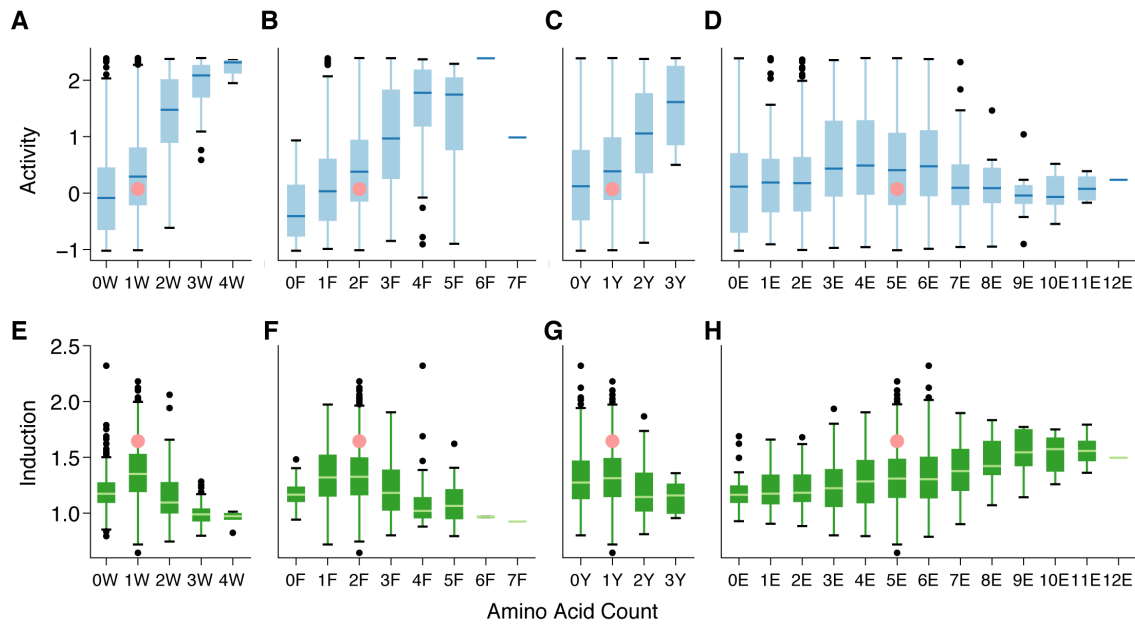 A B C D
Activity
2
1
0
−1
0W 1W 2W 3W 4W
0F 1F 2F 3F 4F 5F 6F 7F
0Y 1Y 2Y 3Y
0E 1E 2E 3E 4E 5E 6E 7E 8E 9E 10E 11E 12E
E F G H
Induction
2.5
2.0
1.5
1.0
0W 1W 2W 3W 4W
0F 1F 2F 3F 4F 5F 6F 7F
0Y 1Y 2Y 3Y
0E 1E 2E 3E 4E 5E 6E 7E 8E 9E 10E 11E 12E
Amino Acid Count